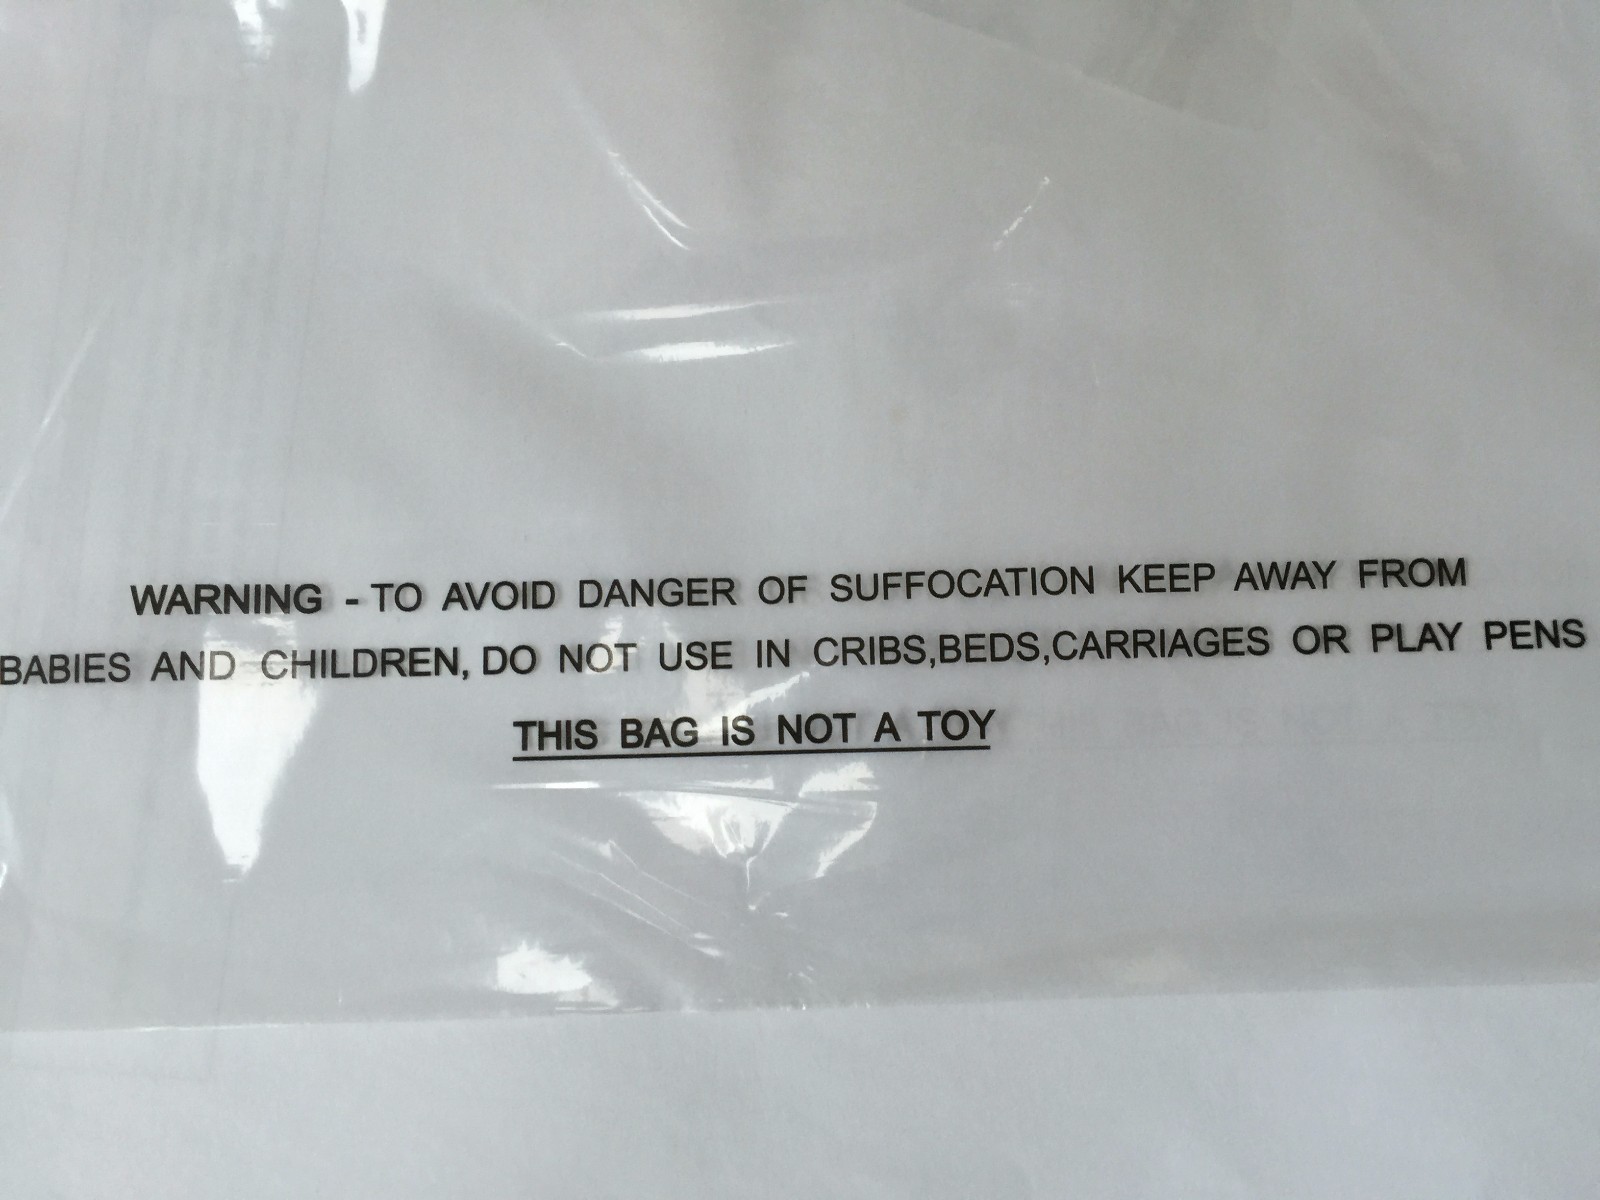 WARNING - TO AVOID DANGER OF SUFFOCATION KEEP AWAY FROM
BABIES AND CHILDREN, DO NOT USE IN CRIBS,BEDS,CARRIAGES OR PLAY PENS
THIS BAG IS NOT A TOY